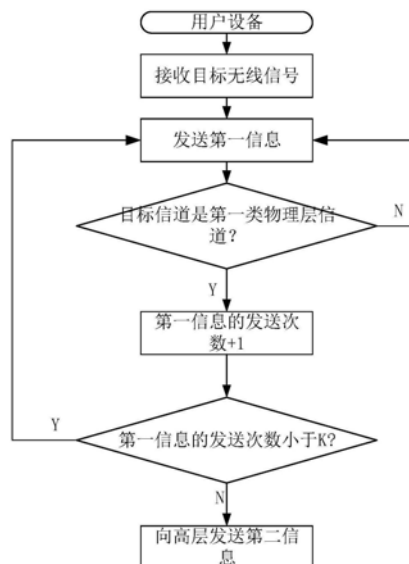 用户设备
接收目标无线信号
发送第一信息
目标信道是第一类物理层信
道?
N
Y
第一信息的发送次
数+1
Y
第一信息的发送次数小于K?
N
向高层发送第二信
息